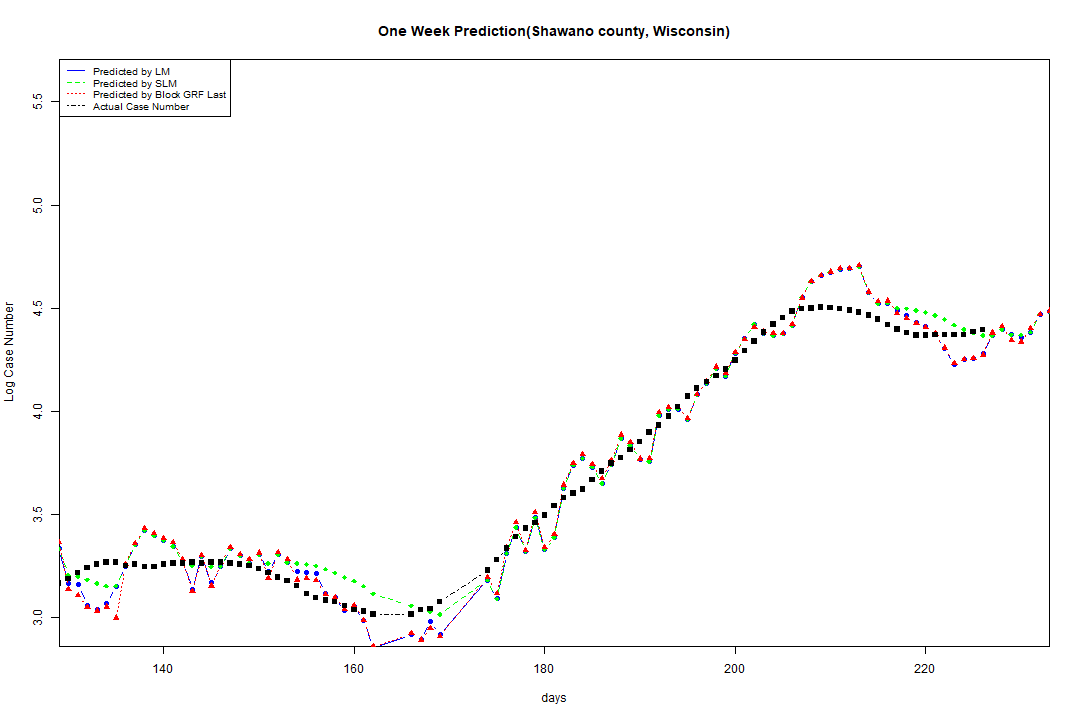 One Week Prediction(Shawano county, Wisconsin)
Predicted by LM
Predicted by SLM
Predicted by Block GRF Last
Actual Case Number
5.5
5.0
4.5
4.0
3.5
3.0
Log Case Number
140 160 180 200 220
days